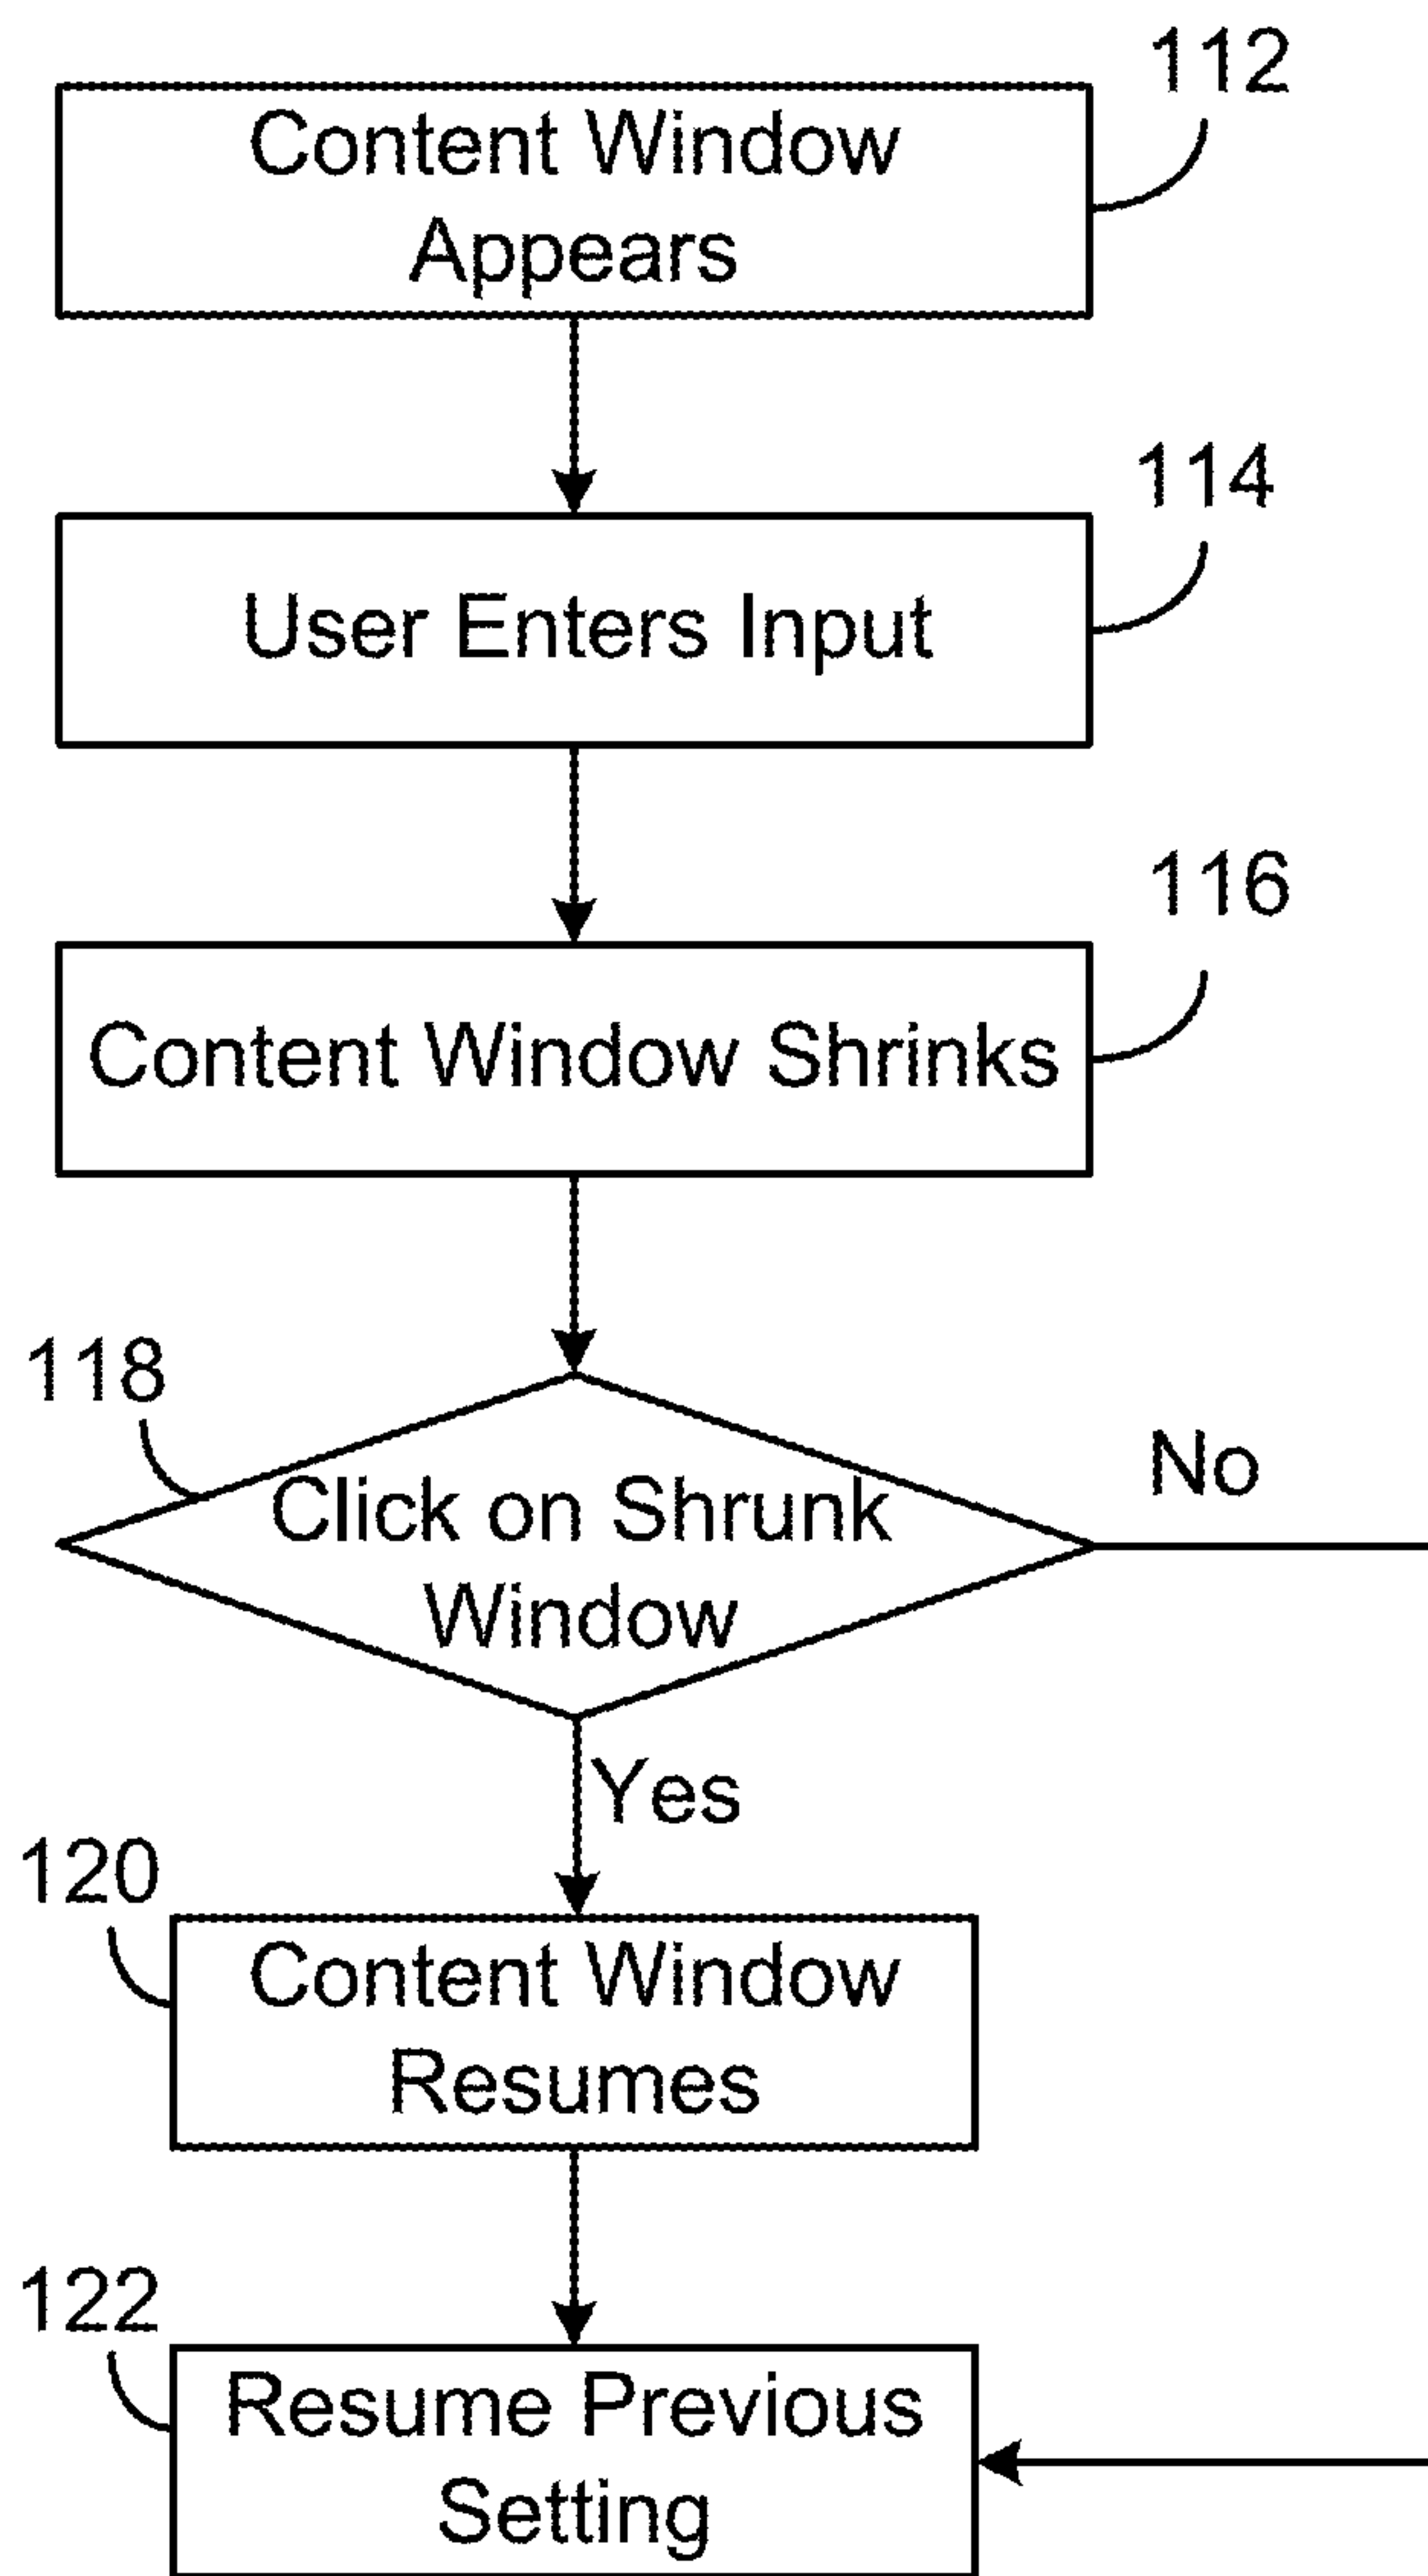 112
Content Window
Appears
114
User Enters Input
116
Content Window Shrinks
118
Click on Shrunk
Window
No
Yes
120
Content Window
Resumes
122
Resume Previous
Setting